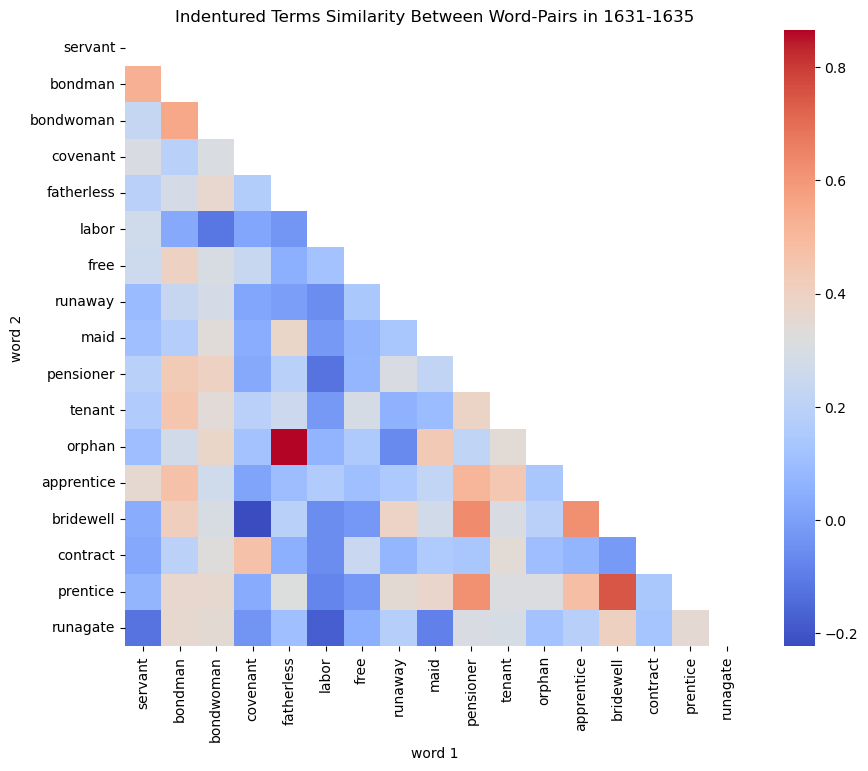 Indentured Terms Similarity Between Word-Pairs in 1631-1635
servant
bondman
bondwoman
covenant
fatherless
labor
free
runaway
maid
pensioner
tenant
orphan
apprentice
bridewell
contract
prentice
runagate
word 2
servant
bondman
bondwoman
covenant
fatherless
labor
free
runaway
maid
pensioner
tenant
orphan
apprentice
bridewell
contract
prentice
runagate
word 1
0.8
0.6
0.4
0.2
0.0
−0.2